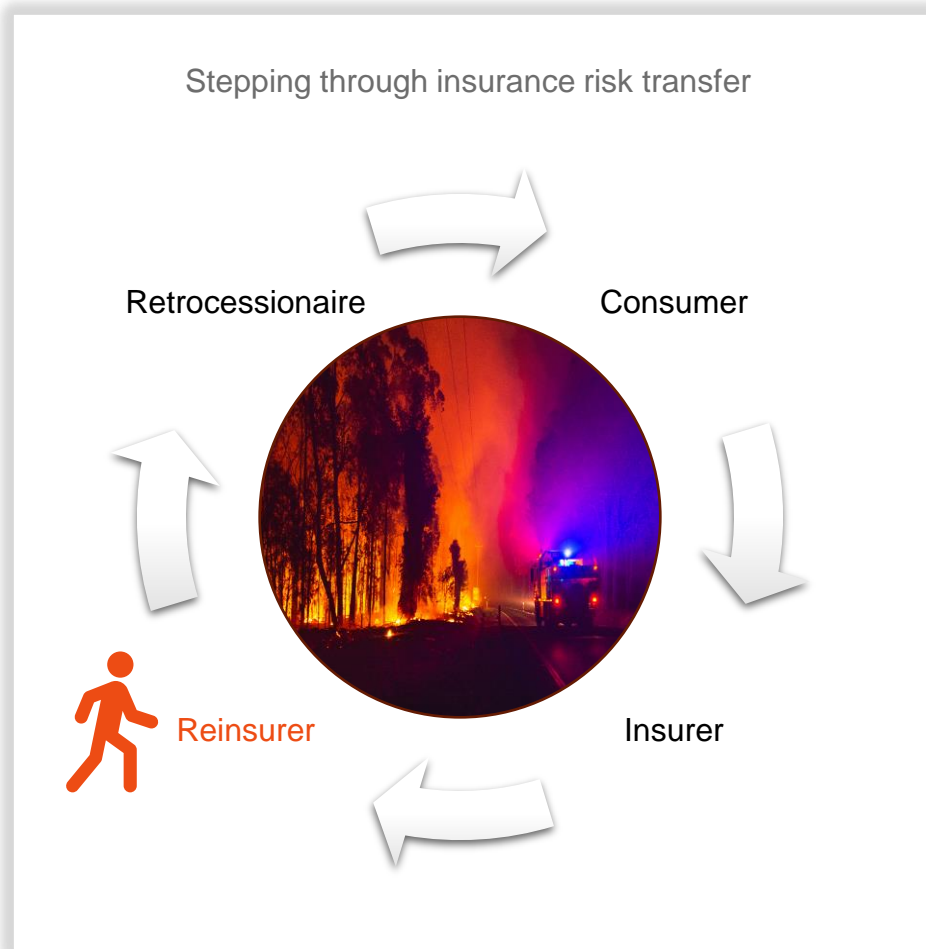 Stepping through insurance risk transfer
Retrocessionaire
Consumer
Reinsurer
Insurer